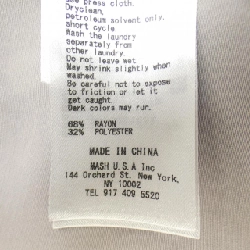 press cloth.
Dryclean,
Petroleum solvent only,
short cycle
Wash the laundry
separately from
other laundry.
Do not leave wet
May shrink slightly when
washed.
Be careful not to expose
to friction or let it
get caught.
Dark colors may run.
68% RAYON
32% POLYESTER
MADE IN CHINA
MASH U.S.A Inc
144 Orchard St. New York,
NY 10002
TEL 917 409 5520